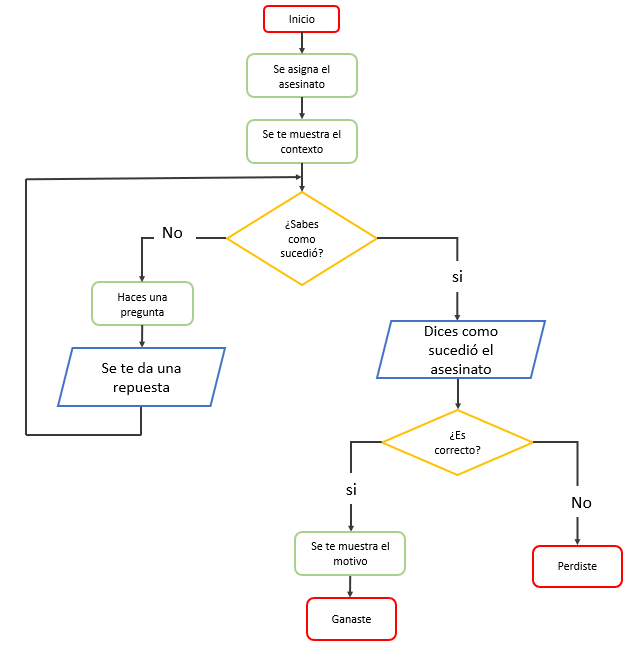 Inicio
Se asigna el
asesinato
Se te muestra el
contexto
¿Sabes
como
sucedió?
No
si
Haces una
pregunta
Se te da una
repuesta
Dices como
sucedió el
asesinato
¿Es
correcto?
si
No
Se te muestra el
motivo
Perdiste
Ganaste